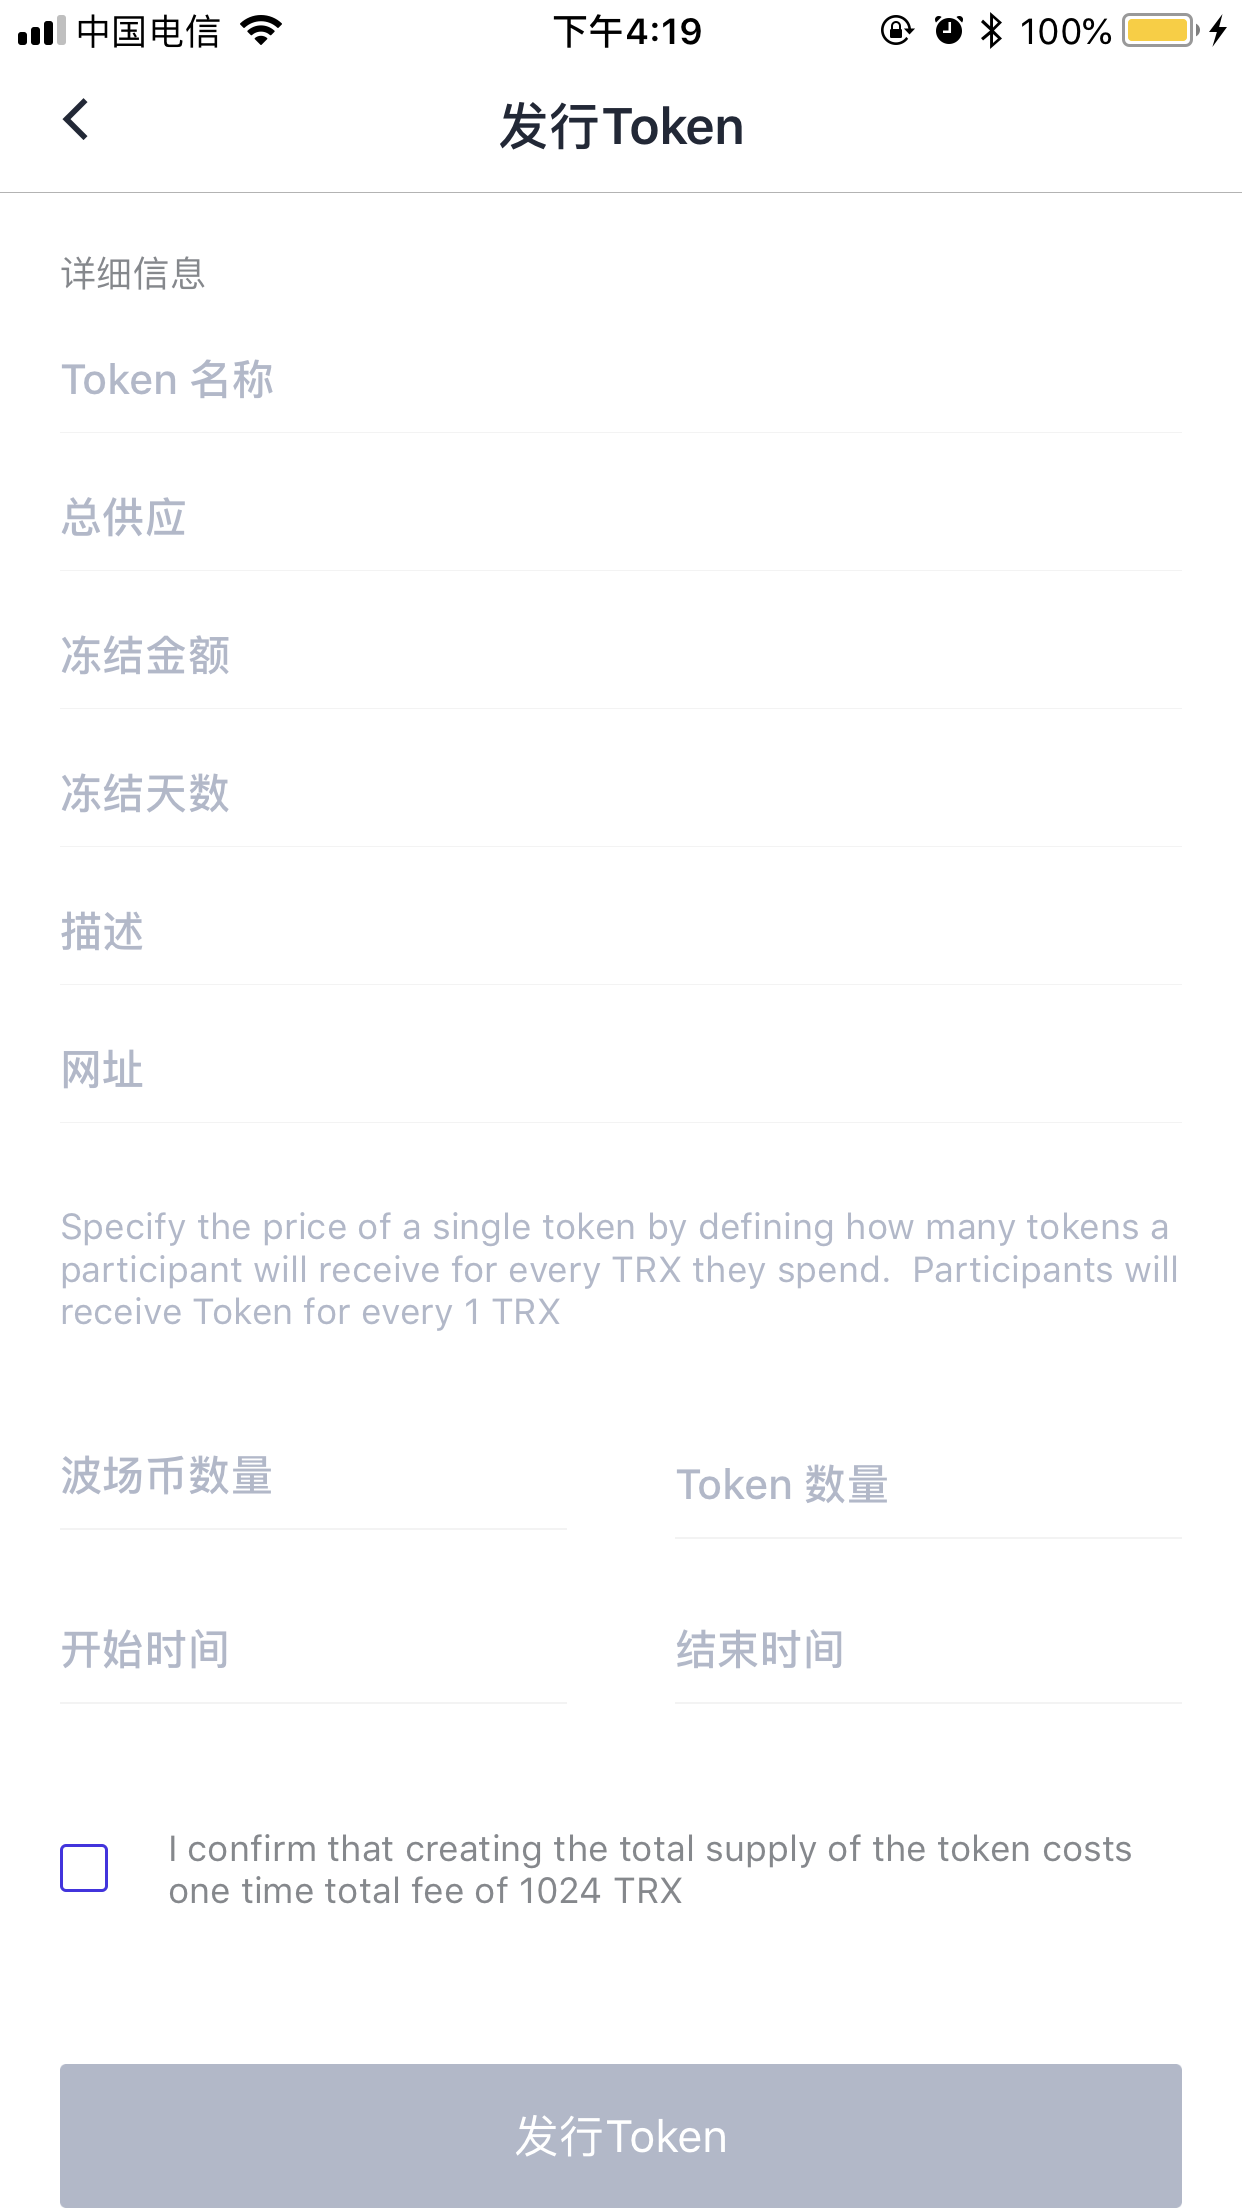 中国电信 下午4:19 100%
发行Token
详细信息
Token 名称
总供应
冻结金额
冻结天数
描述
网址
Specify the price of a single token by defining how many tokens a
participant will receive for every TRX they spend.  Participants will
receive Token for every 1 TRX
波场币数量 Token 数量
开始时间 结束时间
I confirm that creating the total supply of the token costs
one time total fee of 1024 TRX
发行Token